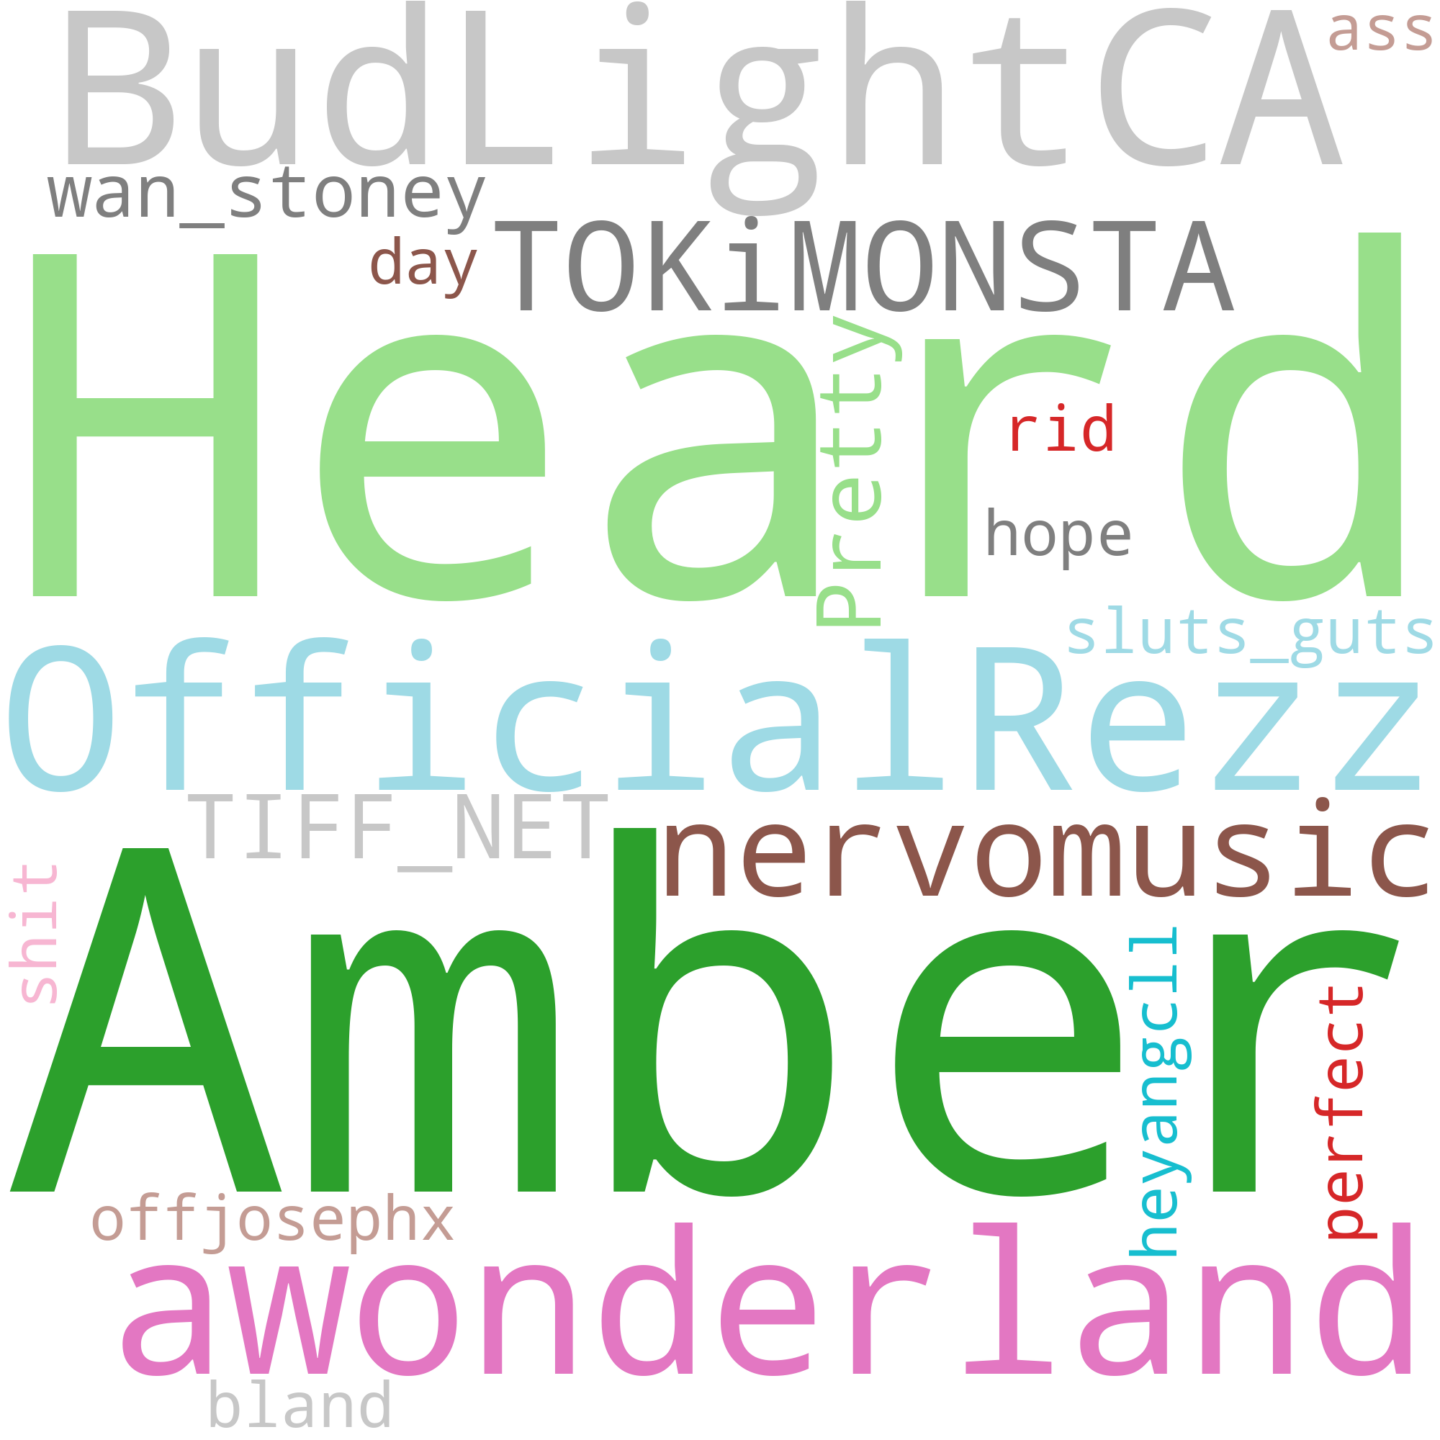 BudLightCA
ass
wan_stoney
day
TOKiMONSTA
Heard
Pretty
rid
hope
sluts_guts
OfficialRezz
TIFF_NET
nervomusic
shit
Amber
heyangcll
perfect
offjosephx
awonderland
bland